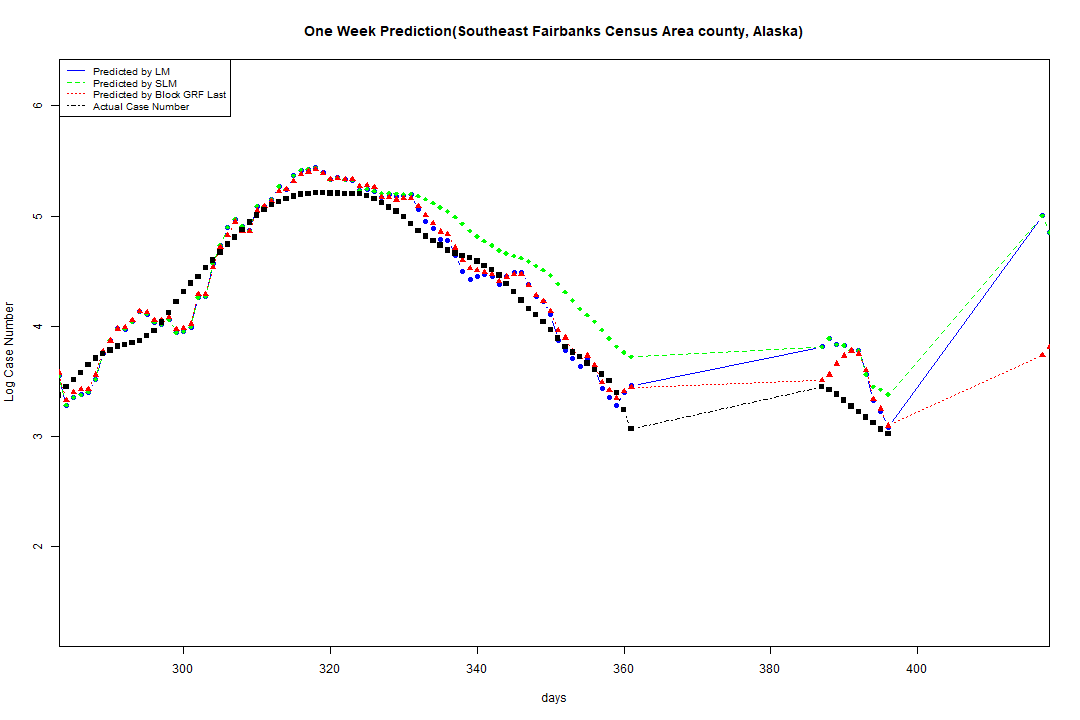 One Week Prediction(Southeast Fairbanks Census Area county, Alaska)
Predicted by LM
Predicted by SLM
Predicted by Block GRF Last
Actual Case Number
6
5
4
3
2
Log Case Number
300 320 340 360 380 400
days